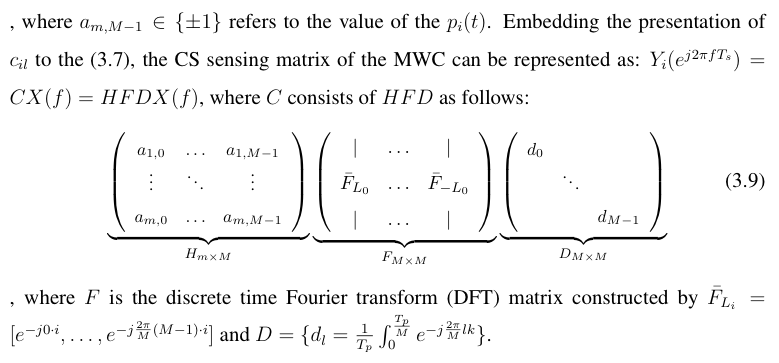 , where $a_{m,M-1} \in \{\pm 1\}$ refers to the value of the $p_i(t)$. Embedding the presentation of
$c_{il}$ to the (3.7), the CS sensing matrix of the MWC can be represented as: $Y_i(e^{j2\pi f T_s}) =$
$CX(f) = HFDX(f)$, where $C$ consists of $HFD$ as follows:
$$\underbrace{\begin{pmatrix} a_{1,0} & \dots & a_{1,M-1} \\ \vdots & \ddots & \vdots \\ a_{m,0} & \dots & a_{m,M-1} \end{pmatrix}}_{H_{m \times M}} \underbrace{\begin{pmatrix} | & \dots & | \\ \bar{F}_{L_0} & \dots & \bar{F}_{-L_0} \\ | & \dots & | \end{pmatrix}}_{F_{M \times M}} \underbrace{\begin{pmatrix} d_0 & & \\ & \ddots & \\ & & d_{M-1} \end{pmatrix}}_{D_{M \times M}} \quad (3.9)$$
, where $F$ is the discrete time Fourier transform (DFT) matrix constructed by $\bar{F}_{L_i} =$
$[e^{-j0 \cdot i}, \dots, e^{-j\frac{2\pi}{M}(M-1) \cdot i}]$ and $D = \{d_l = \frac{1}{T_p} \int_0^{\frac{T_p}{M}} e^{-j\frac{2\pi}{M}lk}\}$.